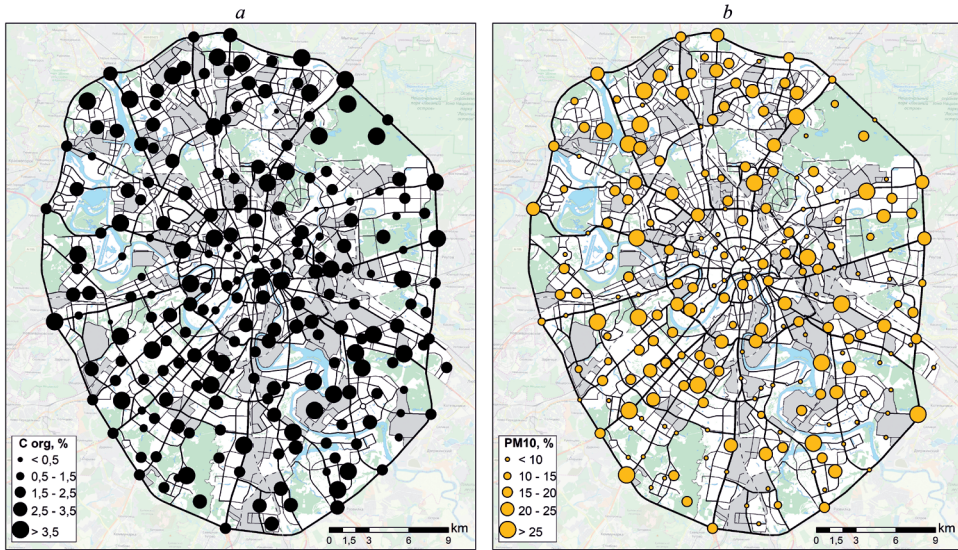 a
b
C org, %
< 0,5
0,5 - 1,5
1,5 - 2,5
2,5 - 3,5
> 3,5
km
0 1,5 3 6 9
PM10, %
< 10
10 - 15
15 - 20
20 - 25
> 25
km
0 1,5 3 6 9